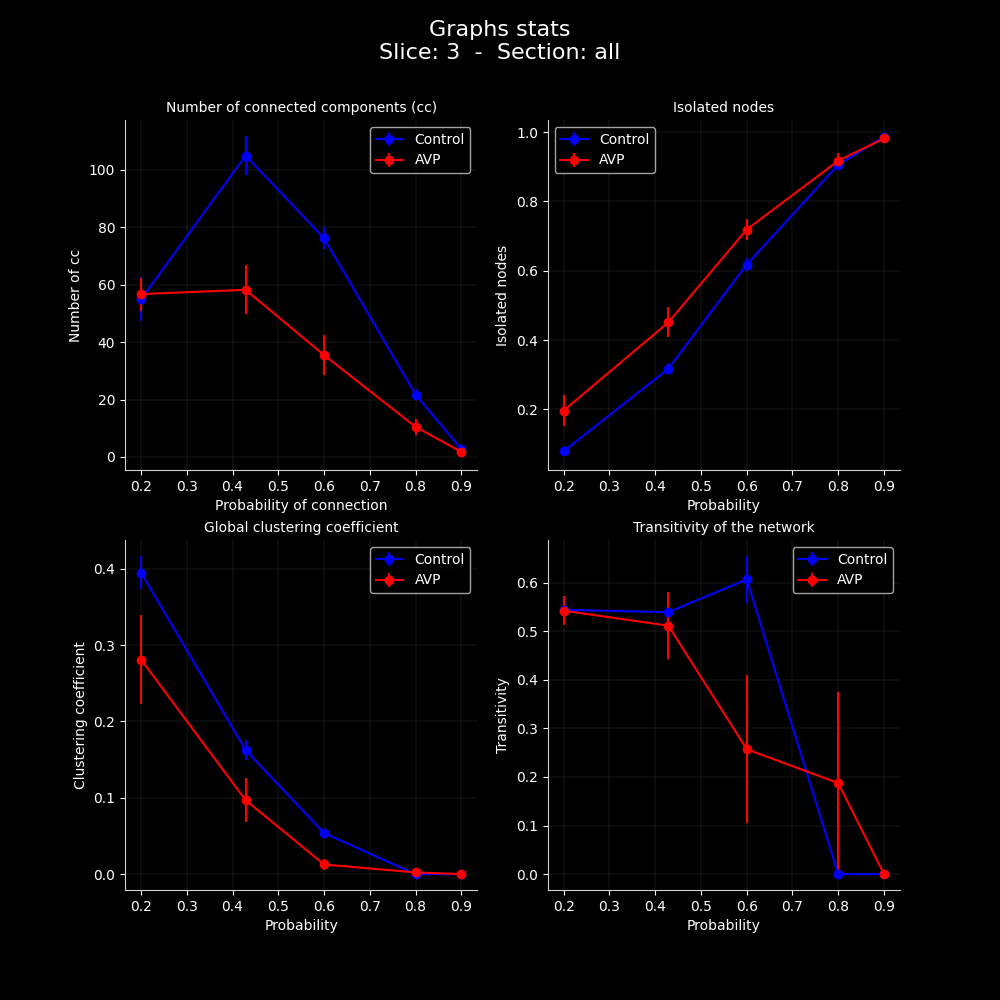 Graphs stats
Slice: 3 - Section: all
Number of connected components (cc)
Control
AVP
100
80
60
40
20
0
Number of cc
0.2 0.3 0.4 0.5 0.6 0.7 0.8 0.9
Probability of connection
Isolated nodes
Control
AVP
1.0
0.8
0.6
0.4
0.2
Isolated nodes
0.2 0.3 0.4 0.5 0.6 0.7 0.8 0.9
Probability
Global clustering coefficient
Control
AVP
0.4
0.3
0.2
0.1
0.0
Clustering coefficient
0.2 0.3 0.4 0.5 0.6 0.7 0.8 0.9
Probability
Transitivity of the network
Control
AVP
0.6
0.5
0.4
0.3
0.2
0.1
0.0
Transitivity
0.2 0.3 0.4 0.5 0.6 0.7 0.8 0.9
Probability